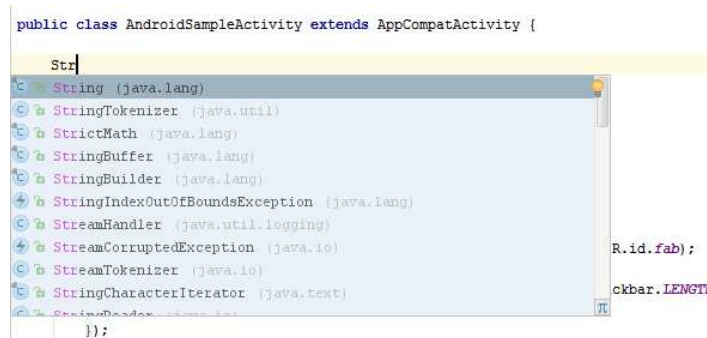 public class AndroidSampleActivity extends AppCompatActivity {
Str
String (java.lang)
StringTokenizer (java.util)
StrictMath (java.lang)
StringBuffer (java.lang)
StringBuilder (java.lang)
StringIndexOutOfBoundsException (java.lang)
StreamHandler (java.util.logging)
StreamCorruptedException (java.io)
R.id.fab);
StreamTokenizer (java.io)
StringCharacterIterator (java.text)
ckbar.LENGT
StringReader
π
});